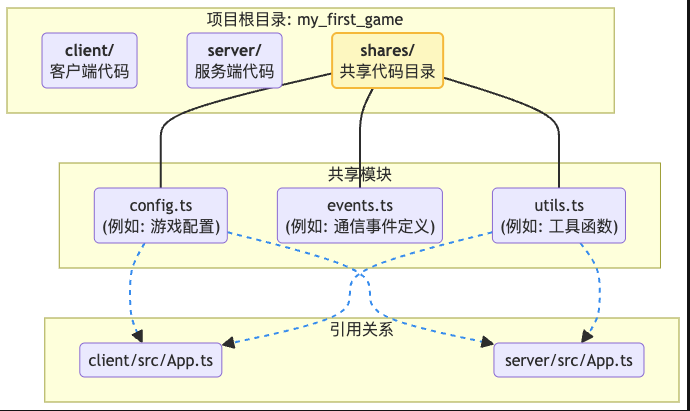 项目根目录: my_first_game
client/
客户端代码
server/
服务端代码
shares/
共享代码目录
共享模块
config.ts
(例如: 游戏配置)
events.ts
(例如: 通信事件定义)
utils.ts
(例如: 工具函数)
引用关系
client/src/App.ts
server/src/App.ts